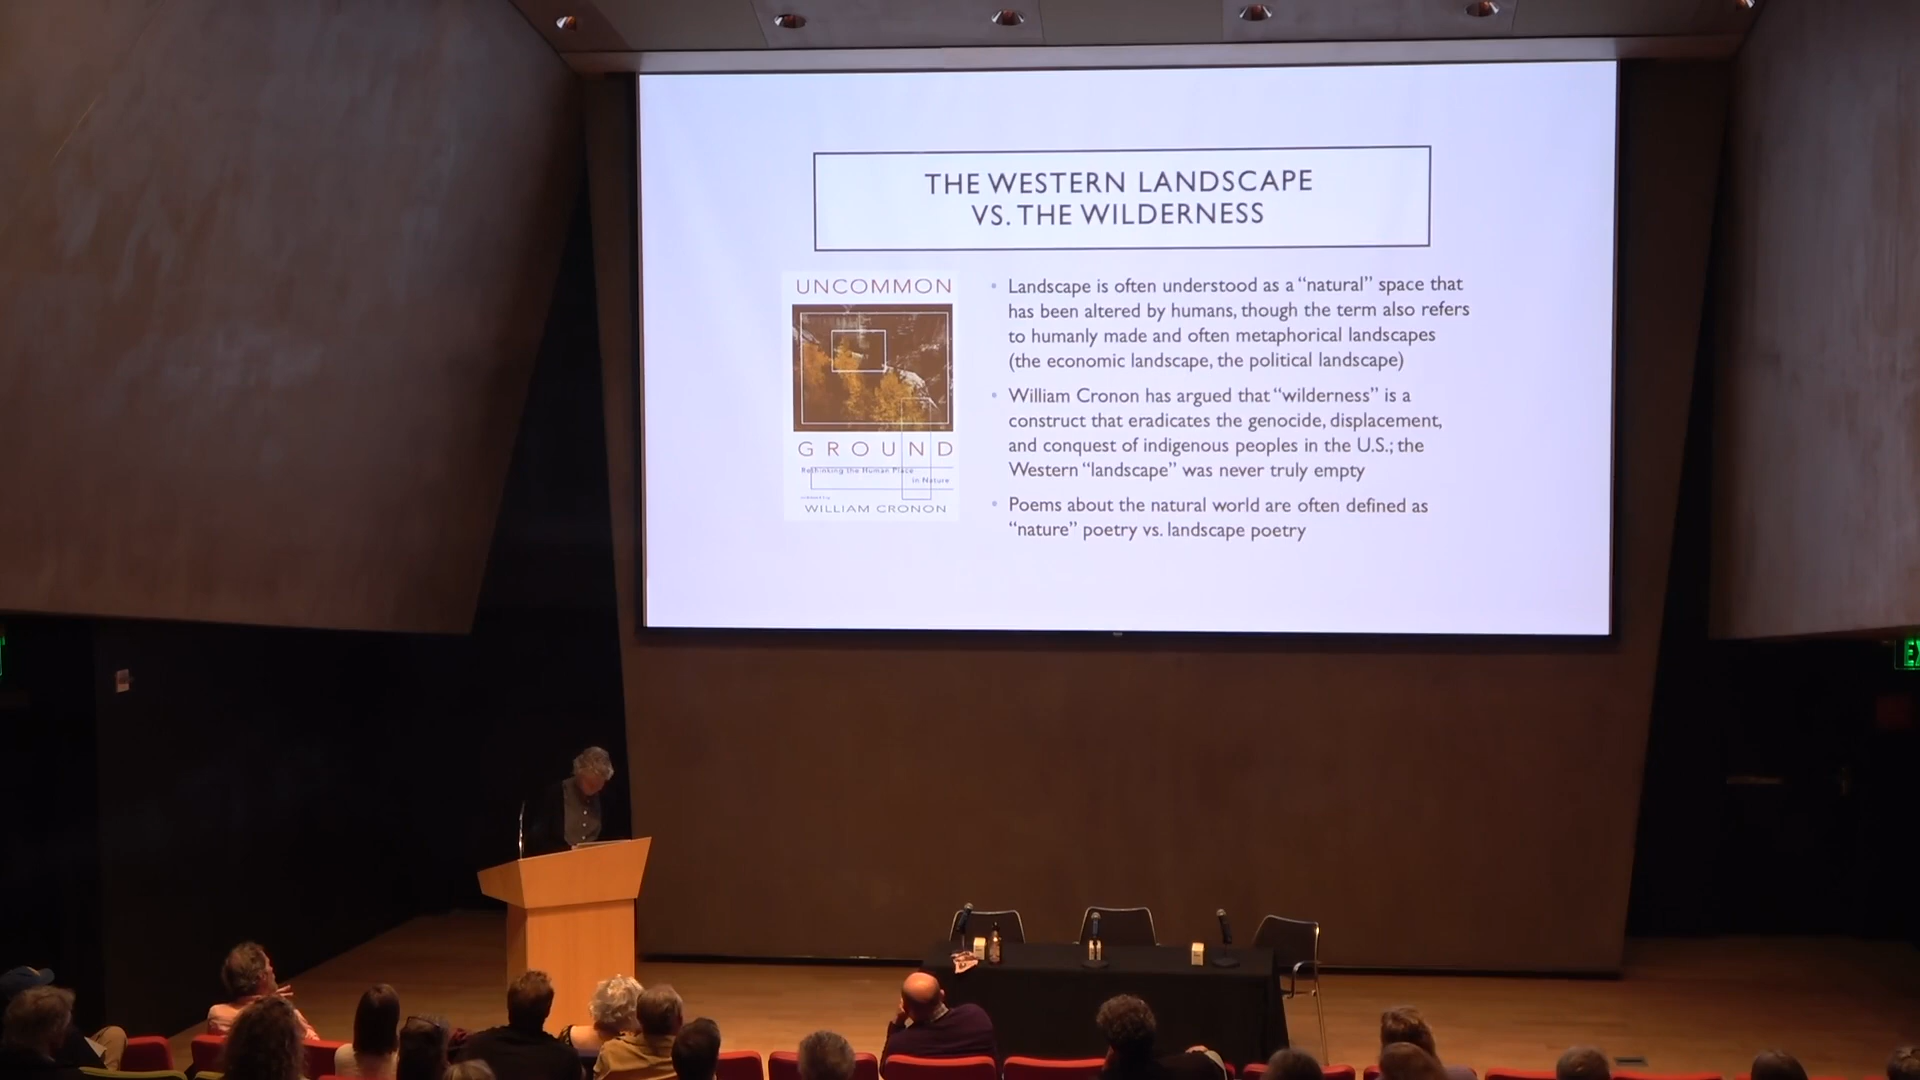 THE WESTERN LANDSCAPE
VS. THE WILDERNESS
UNCOMMON
GROUND
Rethinking the Human Place
in Nature
WILLIAM CRONON
• Landscape is often understood as a “natural” space that
has been altered by humans, though the term also refers
to humanly made and often metaphorical landscapes
(the economic landscape, the political landscape)
• William Cronon has argued that “wilderness” is a
construct that eradicates the genocide, displacement,
and conquest of indigenous peoples in the U.S.; the
Western “landscape” was never truly empty
• Poems about the natural world are often defined as
“nature” poetry vs. landscape poetry